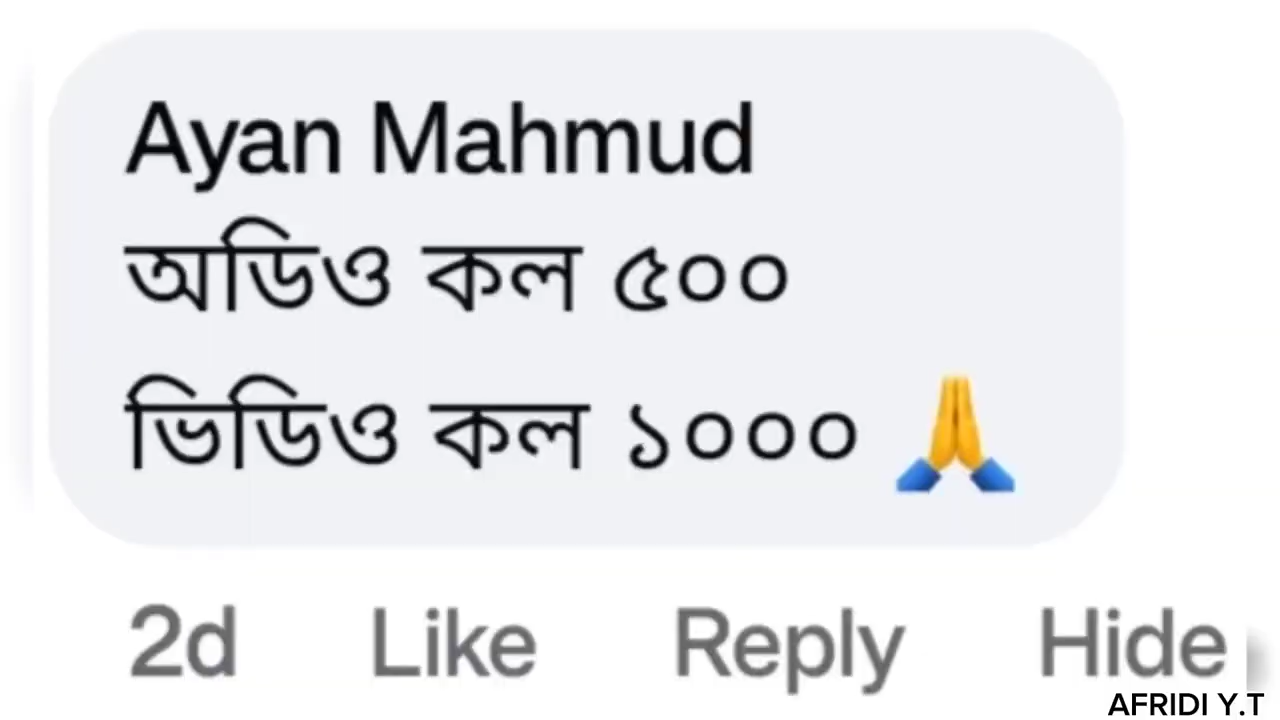 Ayan Mahmud
অডিও কল ৫০০
ভিডিও কল ১০০০ 🙏
2d Like Reply Hide
AFRIDI Y.T